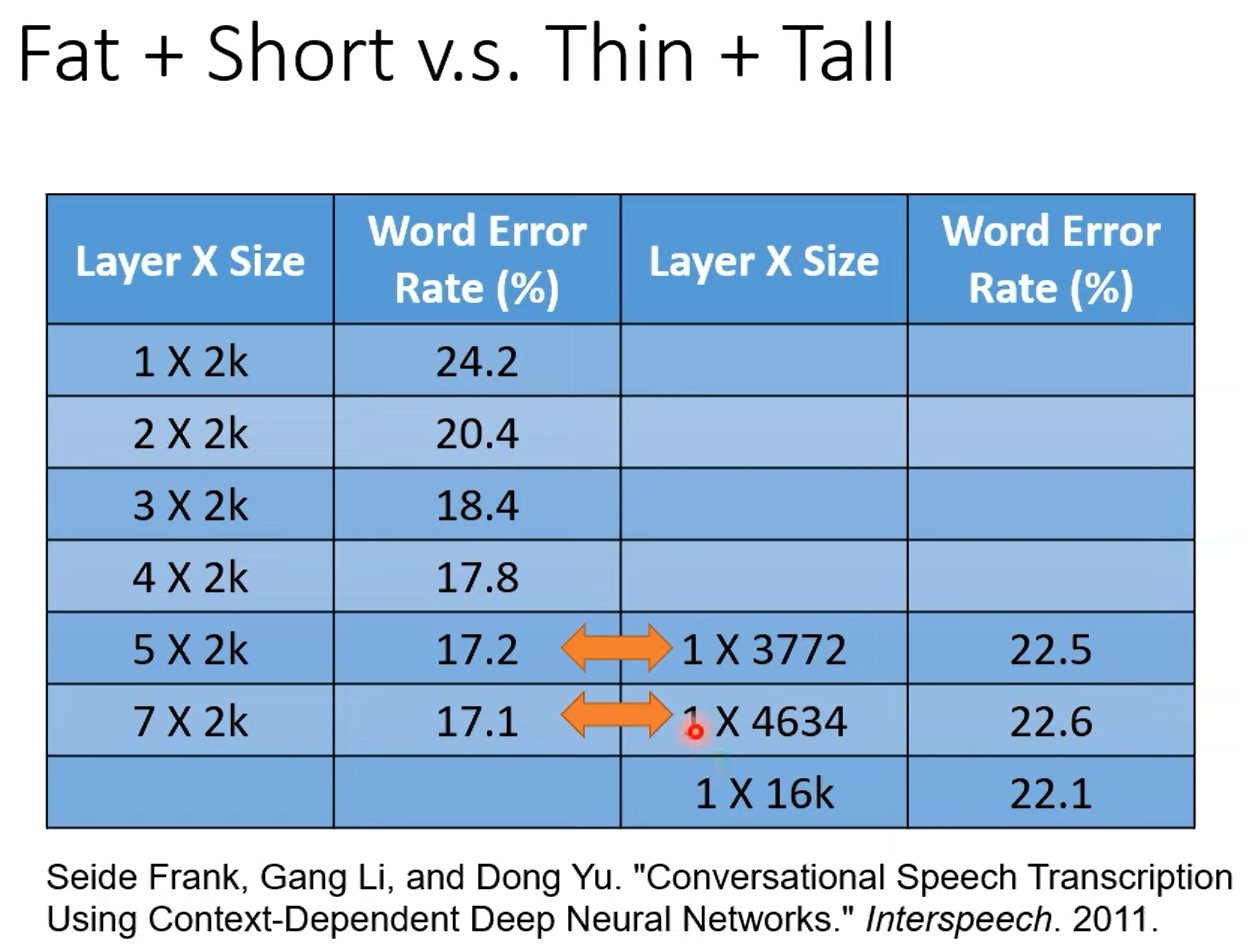 Fat + Short v.s. Thin + Tall
Layer X Size Word Error Rate (%) Layer X Size Word Error Rate (%)
1 X 2k 24.2
2 X 2k 20.4
3 X 2k 18.4
4 X 2k 17.8
5 X 2k 17.2 1 X 3772 22.5
7 X 2k 17.1 1 X 4634 22.6
1 X 16k 22.1
Seide Frank, Gang Li, and Dong Yu. "Conversational Speech Transcription
Using Context-Dependent Deep Neural Networks." Interspeech. 2011.